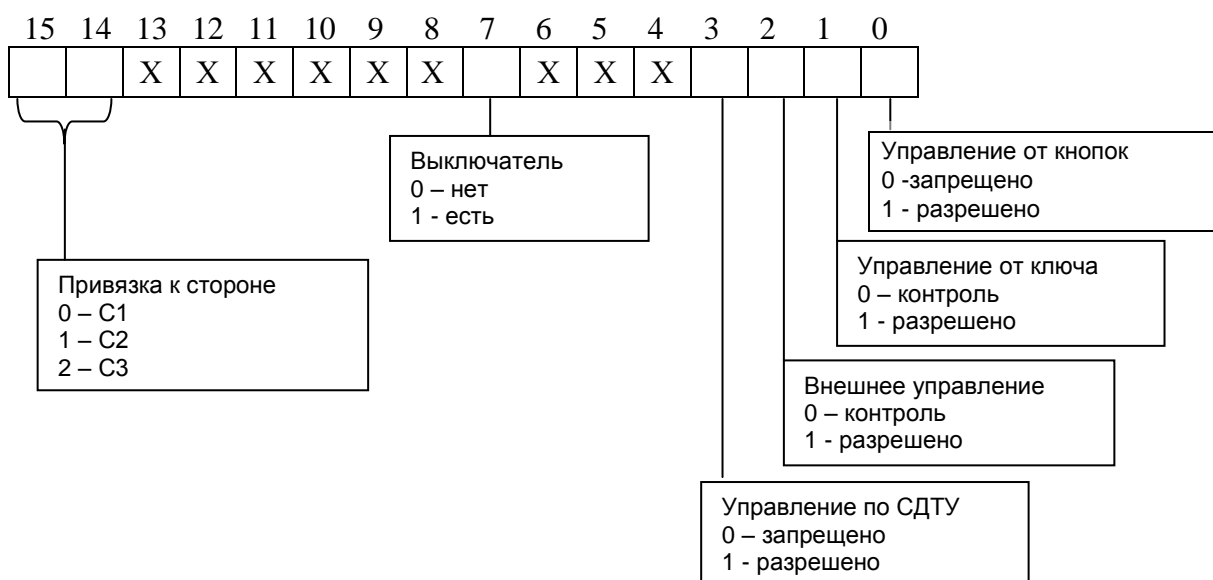 15 14 13 12 11 10 9 8 7 6 5 4 3 2 1 0
X X X X X X X X X
Выключатель
0 – нет
1 - есть
Управление от кнопок
0 -запрещено
1 - разрешено
Привязка к стороне
0 – С1
1 – С2
2 – С3
Управление от ключа
0 – контроль
1 - разрешено
Внешнее управление
0 – контроль
1 - разрешено
Управление по СДТУ
0 – запрещено
1 - разрешено